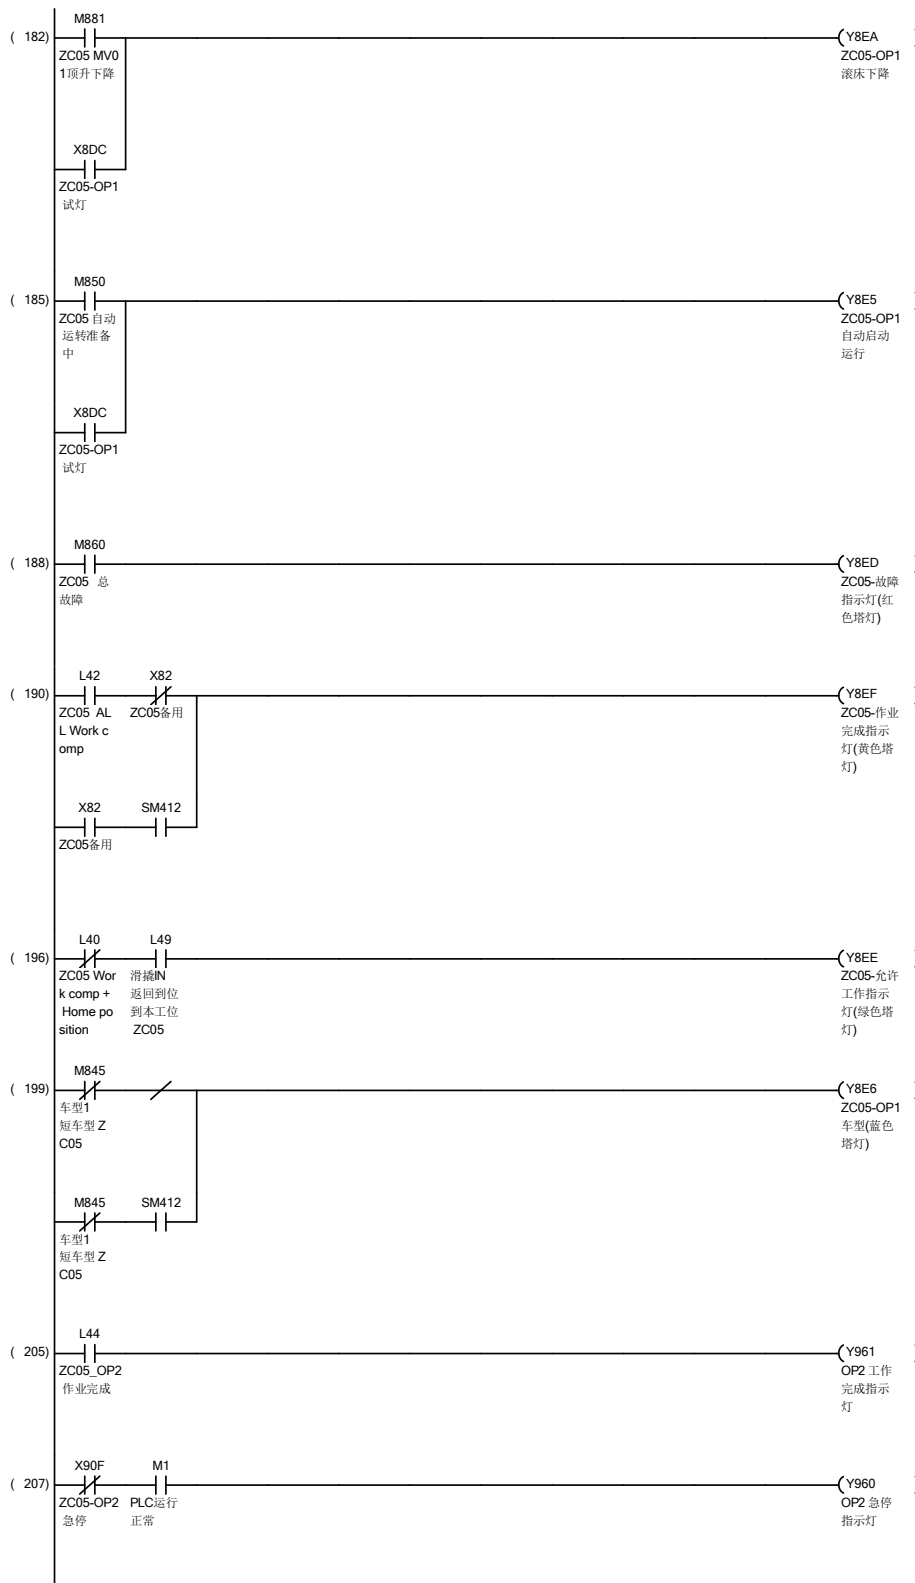 M881
( 182)
Y8EA
ZC05 MV0
1顶升下降
ZC05-OP1
滚床下降
X8DC
ZC05-OP1
试灯
M850
( 185)
Y8E5
ZC05 自动
运转准备
中
ZC05-OP1
自动启动
运行
X8DC
ZC05-OP1
试灯
M860
( 188)
Y8ED
ZC05 总
故障
ZC05-故障
指示灯(红
色塔灯)
L42
X82
( 190)
Y8EF
ZC05 AL
L Work c
omp
ZC05备用
ZC05-作业
完成指示
灯(黄色塔
灯)
X82
SM412
ZC05备用
L40
L49
( 196)
Y8EE
ZC05 Wor
k comp +
Home po
sition
滑撬IN
返回到位
到本工位
ZC05
ZC05-允许
工作指示
灯(绿色塔
灯)
M845
( 199)
Y8E6
车型1
短车型 Z
C05
ZC05-OP1
车型(蓝色
塔灯)
M845
SM412
车型1
短车型 Z
C05
L44
( 205)
Y961
ZC05_OP2
作业完成
OP2 工作
完成指示
灯
X90F
M1
( 207)
Y960
ZC05-OP2
急停
PLC运行
正常
OP2 急停
指示灯